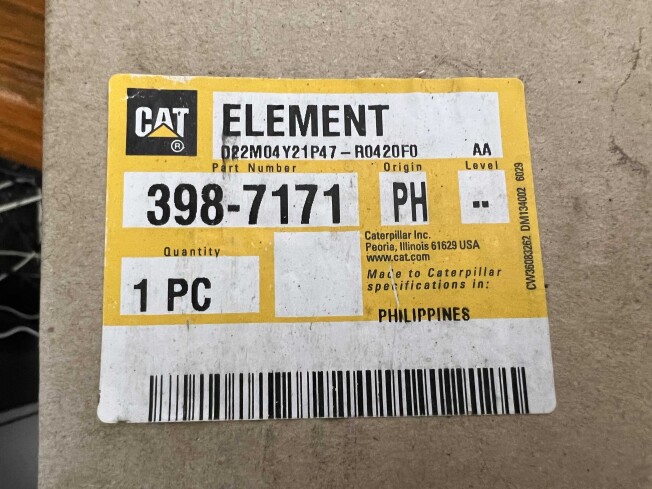 CAT
®
ELEMENT
D22M04Y21P47-R0420F0 AA
Part Number Origin Level
398-7171 PH --
Quantity
1 PC
Caterpillar Inc.
Peoria, Illinois 61629 USA
www.cat.com
Made to Caterpillar
specifications in:
PHILIPPINES
CW36083262 DM134002 6029